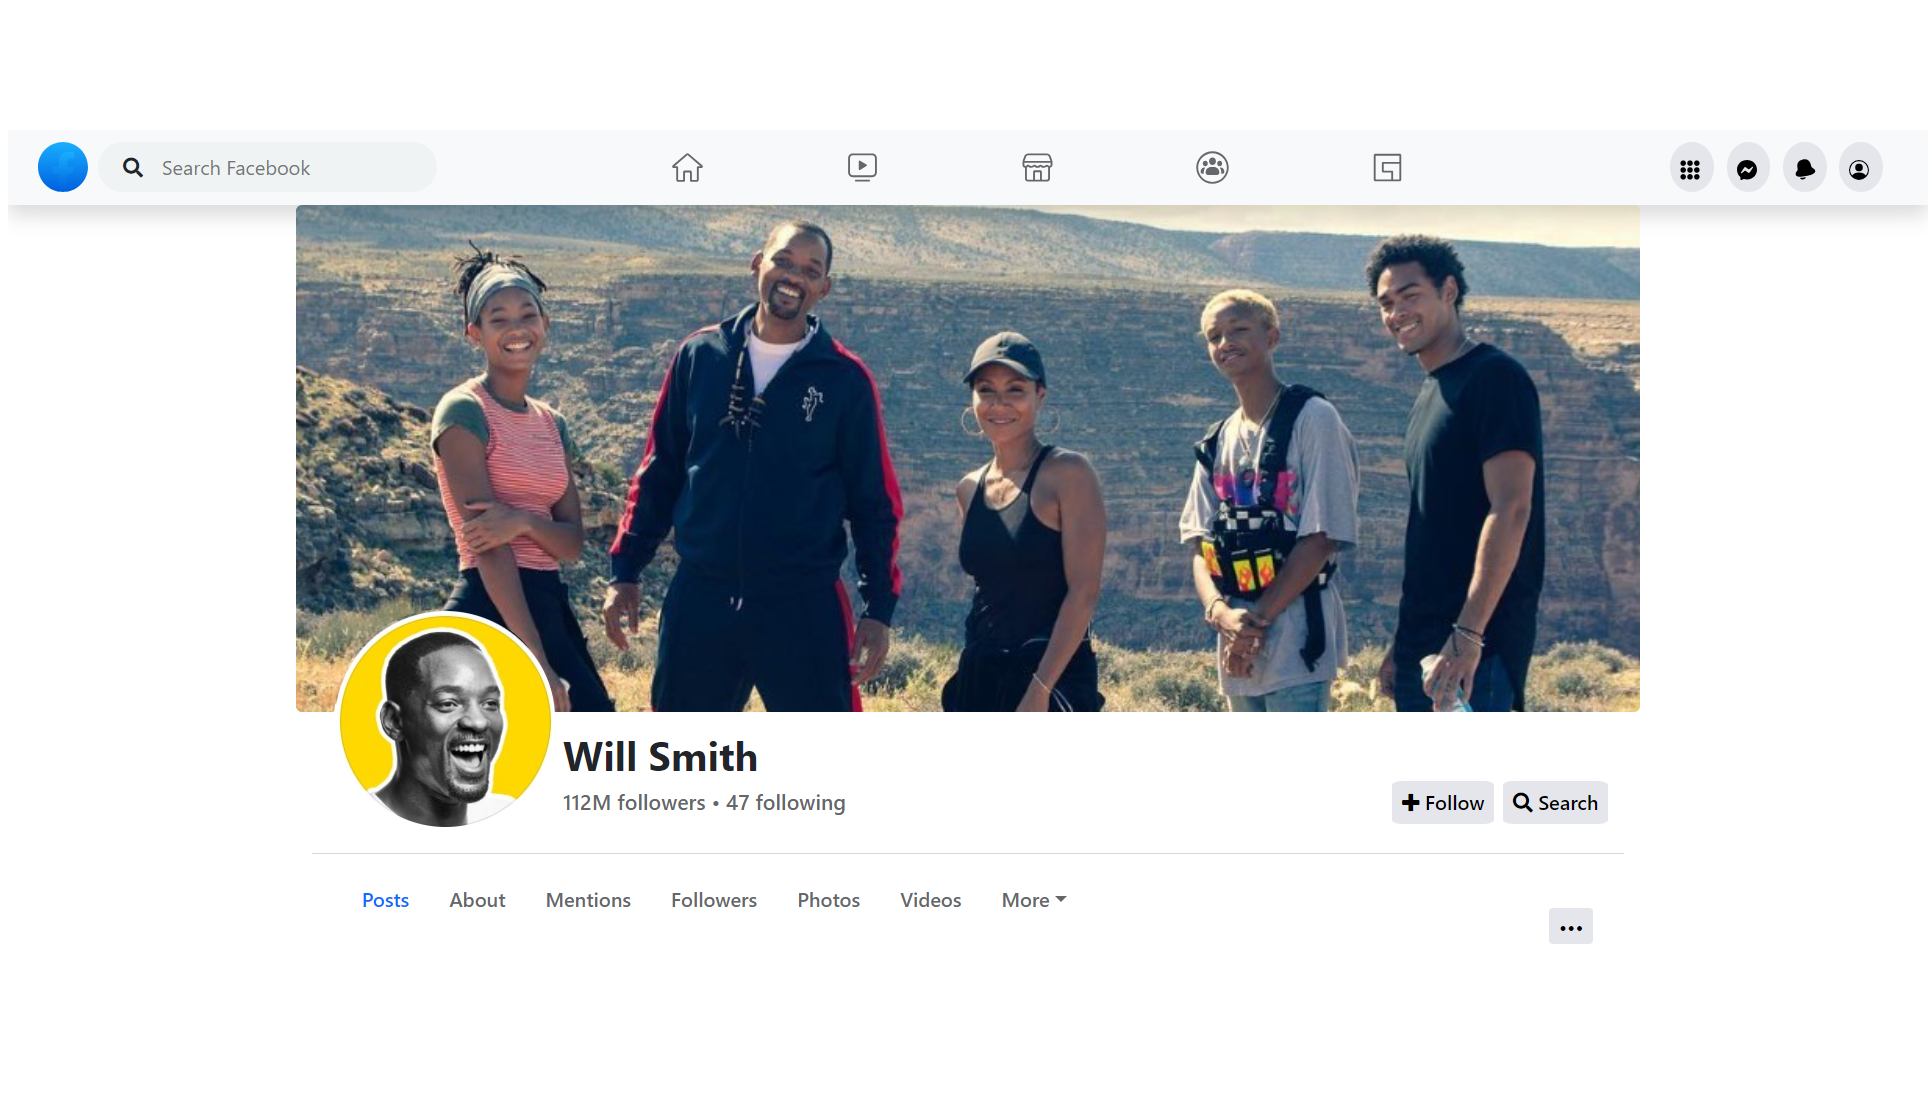 Search Facebook
Will Smith
112M followers • 47 following
Follow
Search
Posts
About
Mentions
Followers
Photos
Videos
More